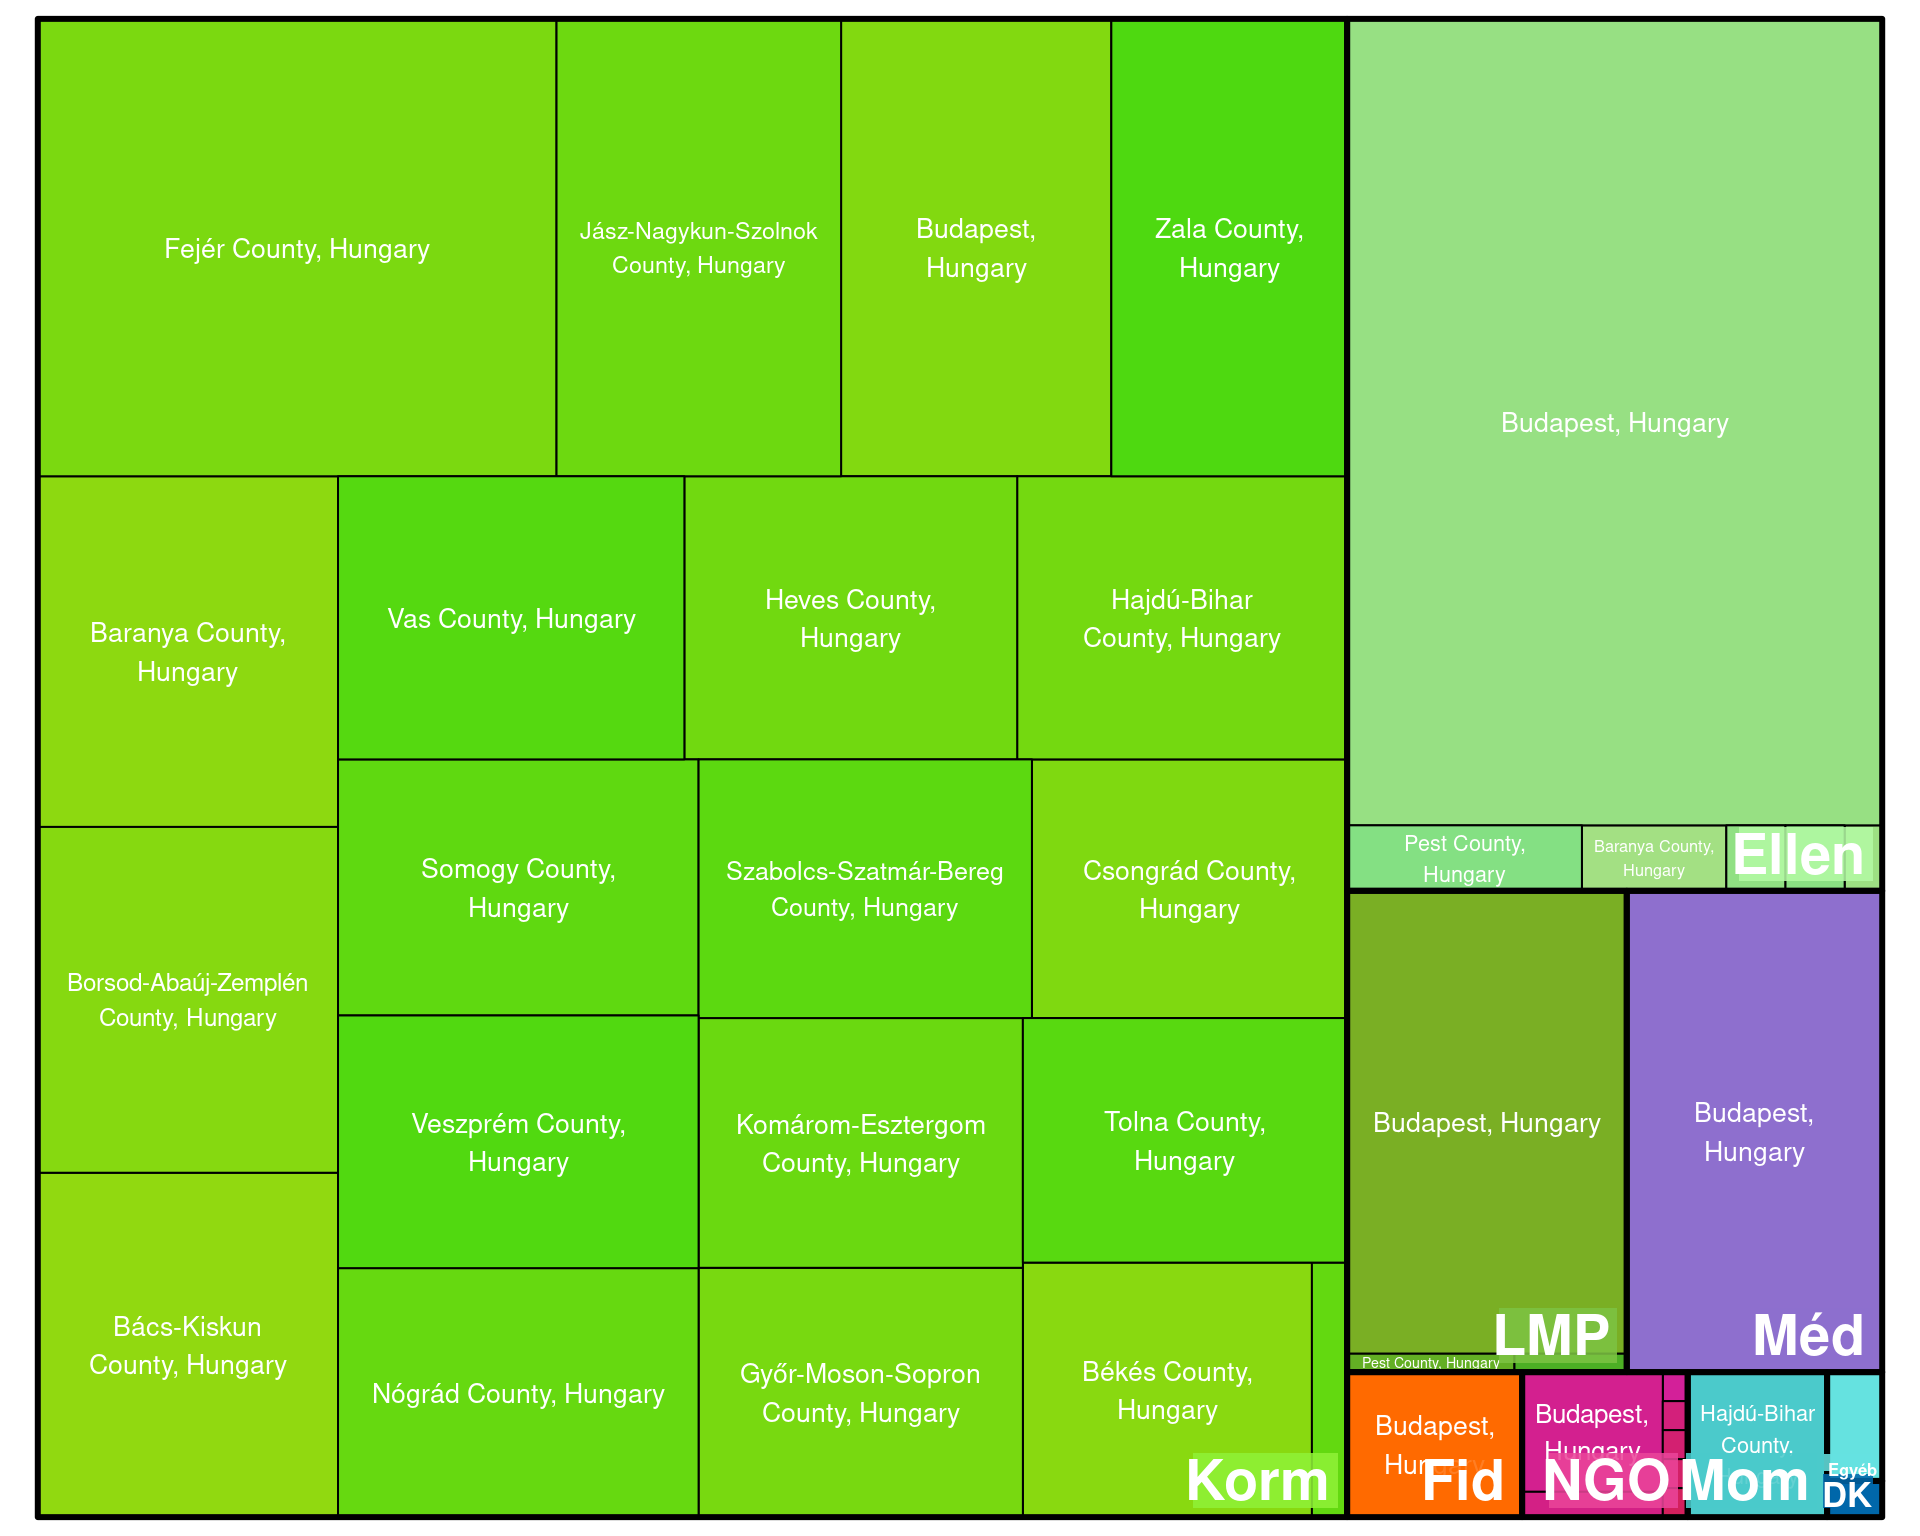 Fejér County, Hungary
Jász-Nagykun-Szolnok
County, Hungary
Budapest,
Hungary
Zala County,
Hungary
Budapest, Hungary
Baranya County,
Hungary
Vas County, Hungary
Heves County,
Hungary
Hajdú-Bihar
County, Hungary
Somogy County,
Hungary
Szabolcs-Szatmár-Bereg
County, Hungary
Csongrád County,
Hungary
Pest County,
Hungary
Baranya County,
Hungary
Ellen
Borsod-Abaúj-Zemplén
County, Hungary
Veszprém County,
Hungary
Komárom-Esztergom
County, Hungary
Tolna County,
Hungary
Budapest, Hungary
LMP
Pest County, Hungary
Budapest,
Hungary
Méd
Bács-Kiskun
County, Hungary
Nógrád County, Hungary
Győr-Moson-Sopron
County, Hungary
Békés County,
Hungary
Korm
Budapest,
Hungary
Fid
Budapest,
Hungary
NGO
Hajdú-Bihar
County,
Mom
Egyéb
DK